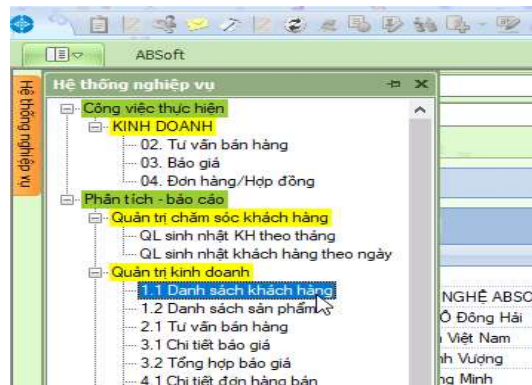 ABSoft
Hệ thống nghiệp vụ
Hệ thống nghiệp vụ
Công việc thực hiện
KINH DOANH
02. Tư vấn bán hàng
03. Báo giá
04. Đơn hàng/Hợp đồng
Phân tích - báo cáo
Quản trị chăm sóc khách hàng
QL sinh nhật KH theo tháng
QL sinh nhật khách hàng theo ngày
Quản trị kinh doanh
1.1 Danh sách khách hàng
NGHỆ ABSO
1.2 Danh sách sản phẩm
Ô Đông Hải
2.1 Tư vấn bán hàng
Việt Nam
3.1 Chi tiết báo giá
nh Vượng
3.2 Tổng hợp báo giá
ng Minh
4.1 Chi tiết đơn hàng bán